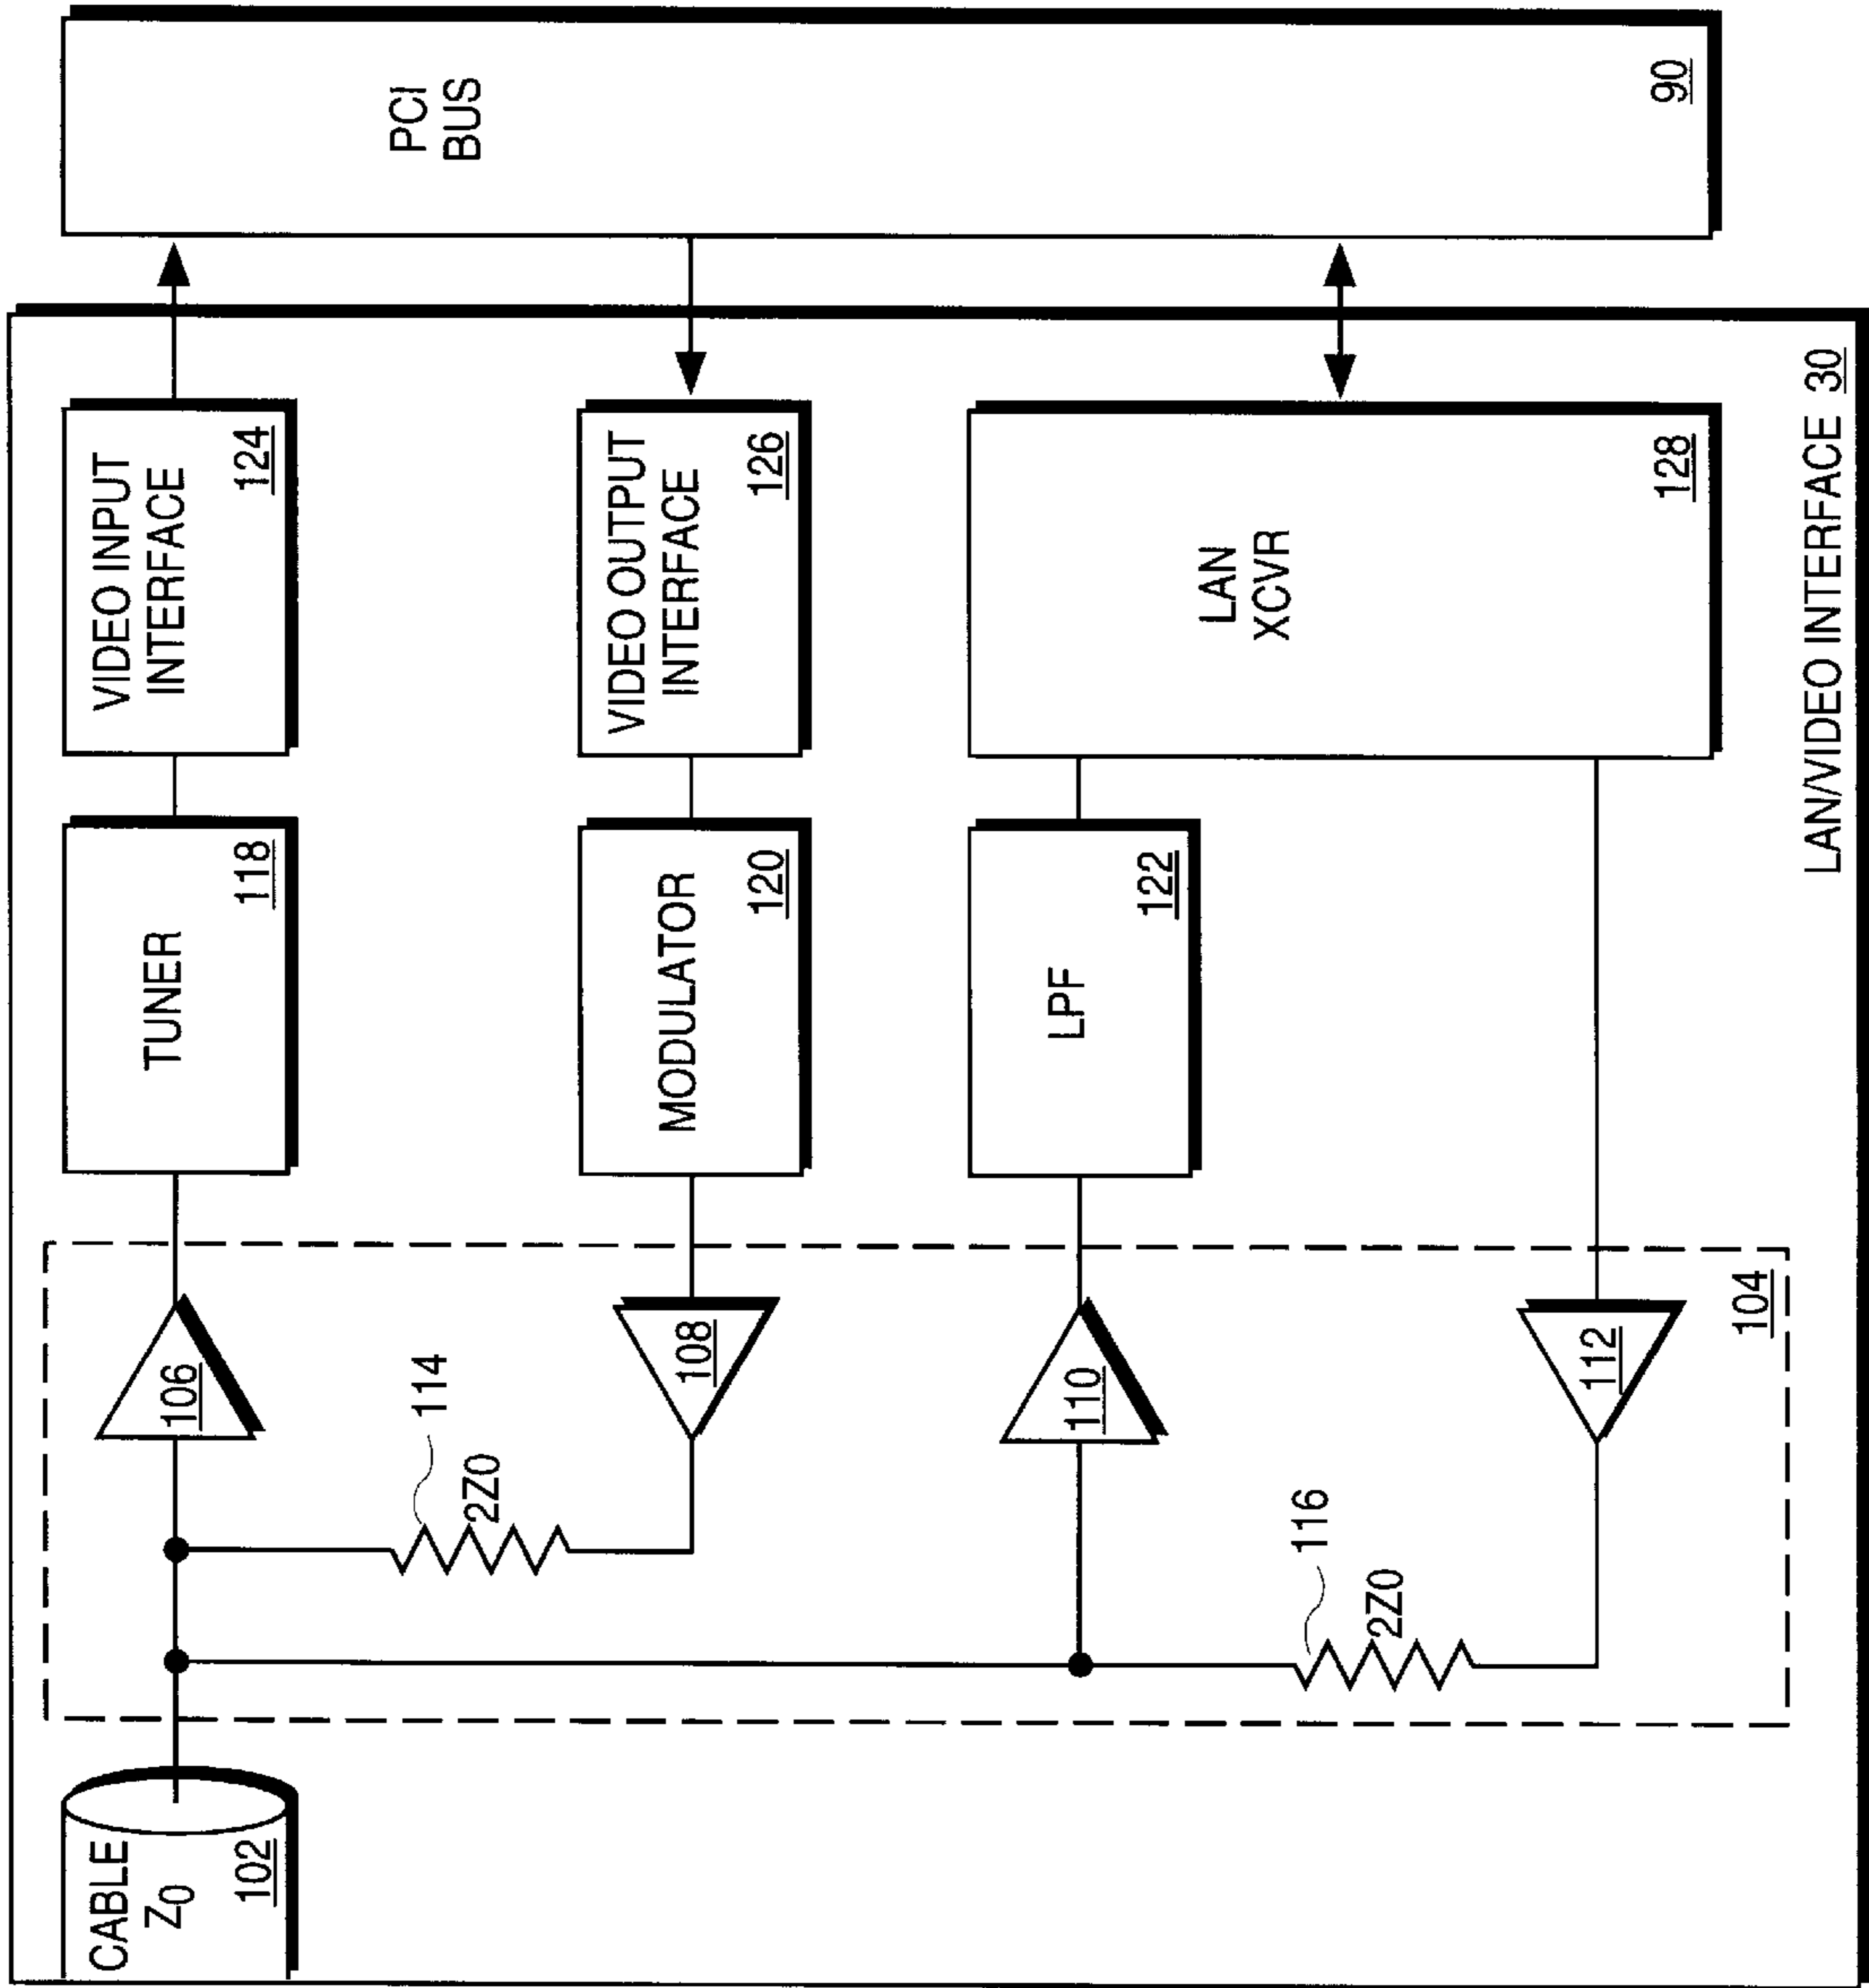 CABLE
Z0
102
106
114
2Z0
108
110
116
2Z0
112
104
TUNER
118
MODULATOR
120
LPF
122
VIDEO INPUT
INTERFACE
124
VIDEO OUTPUT
INTERFACE
126
LAN
XCVR
128
LAN/VIDEO INTERFACE 30
PCI
BUS
90